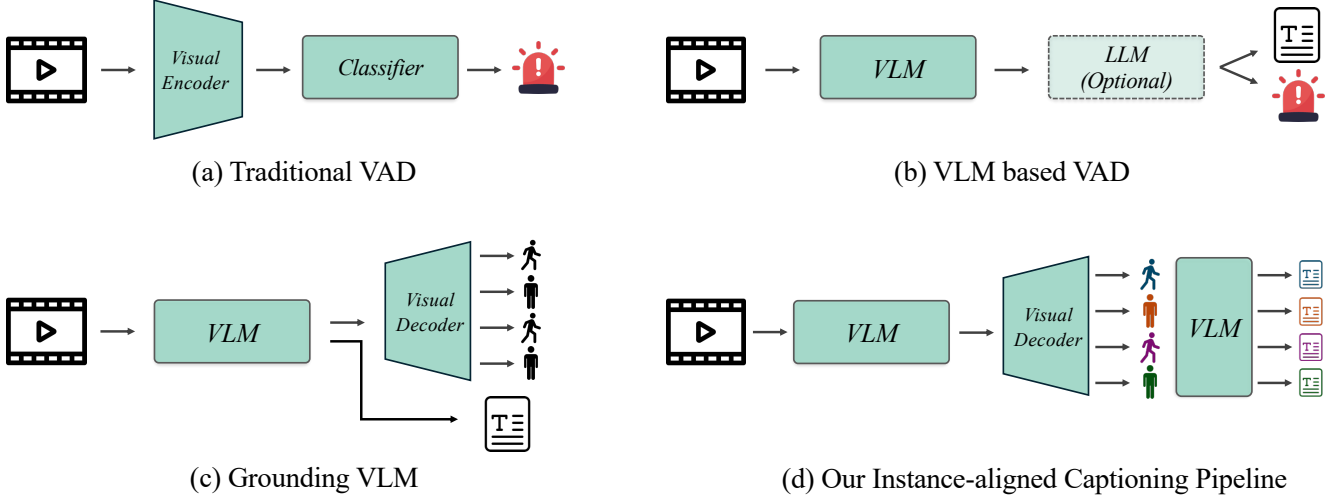 Visual
Encoder
Classifier
!
(a) Traditional VAD
VLM
LLM
(Optional)
T
!
(b) VLM based VAD
VLM
Visual
Decoder
T
(c) Grounding VLM
VLM
Visual
Decoder
VLM
T
T
T
T
(d) Our Instance-aligned Captioning Pipeline